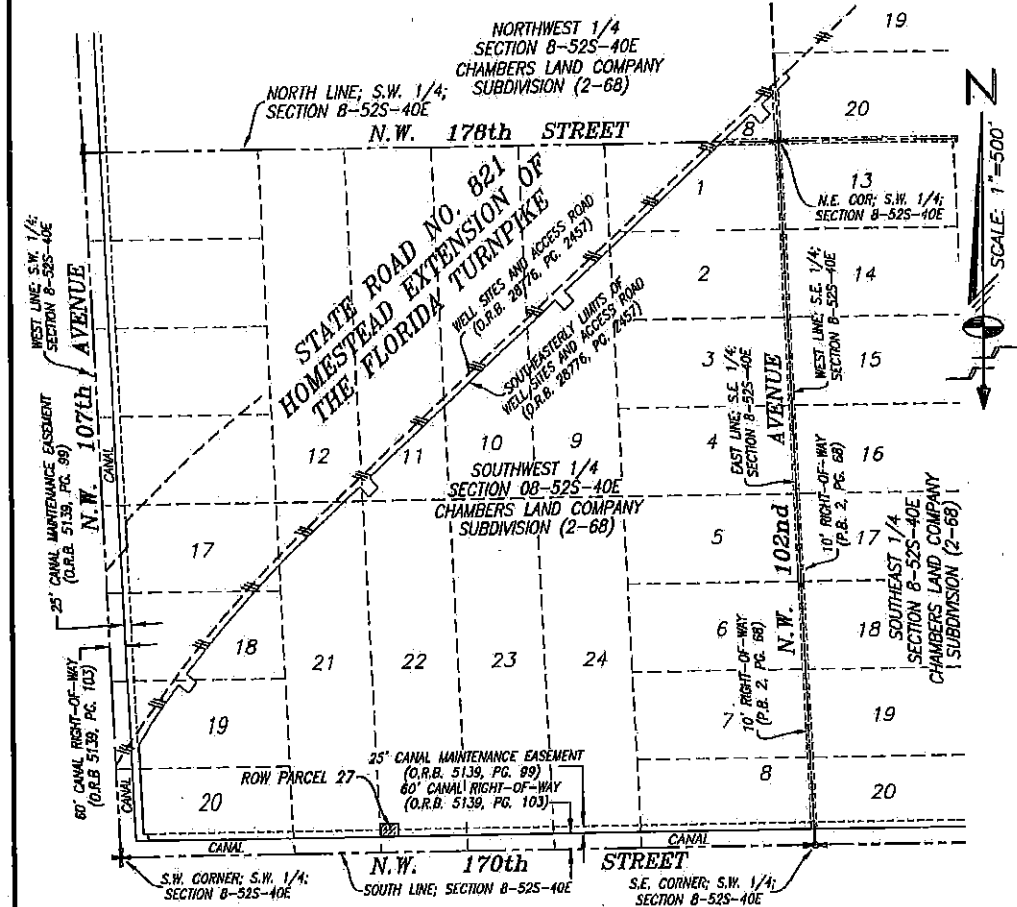 NORTHWEST 1/4
SECTION 8-52S-40E
CHAMBERS LAND COMPANY
SUBDIVISION (2-68)
19
NORTH LINE; S.W. 1/4;
SECTION 8-52S-40E
N.W. 178th STREET
8
20
N
SCALE: 1"=500'
STATE ROAD NO. 821
HOMESTEAD EXTENSION OF
THE FLORIDA TURNPIKE
WELL SITES AND ACCESS ROAD
(O.R.B. 28776, PG. 2457)
SOUTHEASTERLY LIMITS OF
WELL SITES AND ACCESS ROAD
(O.R.B. 28776, PG. 2457)
1
13
N.E. COR; S.W. 1/4;
SECTION 8-52S-40E
WEST LINE; S.W. 1/4;
SECTION 8-52S-40E
N.W. 107th AVENUE
CANAL
2
14
WEST LINE; S.E. 1/4;
SECTION 8-52S-40E
3
15
EAST LINE; S.E. 1/4;
SECTION 8-52S-40E
N.W. 102nd AVENUE
12
11
10
9
4
16
SOUTHWEST 1/4
SECTION 08-52S-40E
CHAMBERS LAND COMPANY
SUBDIVISION (2-68)
25' CANAL MAINTENANCE EASEMENT
(O.R.B. 5139, PG. 99)
17
5
10' RIGHT-OF-WAY
(P.B. 2, PG. 68)
17
SOUTHEAST 1/4
SECTION 8-52S-40E
CHAMBERS LAND COMPANY
SUBDIVISION (2-68)
18
21
22
23
24
6
18
10' RIGHT-OF-WAY
(P.B. 2, PG. 68)
60' CANAL RIGHT-OF-WAY
(O.R.B 5139, PG. 103)
19
7
19
25' CANAL MAINTENANCE EASEMENT
(O.R.B. 5139, PG. 99)
60' CANAL RIGHT-OF-WAY
(O.R.B. 5139, PG. 103)
ROW PARCEL 27
CANAL
20
8
20
CANAL
CANAL
N.W. 170th STREET
S.W. CORNER; S.W. 1/4;
SECTION 8-52S-40E
SOUTH LINE; SECTION 8-52S-40E
S.E. CORNER; S.W. 1/4;
SECTION 8-52S-40E